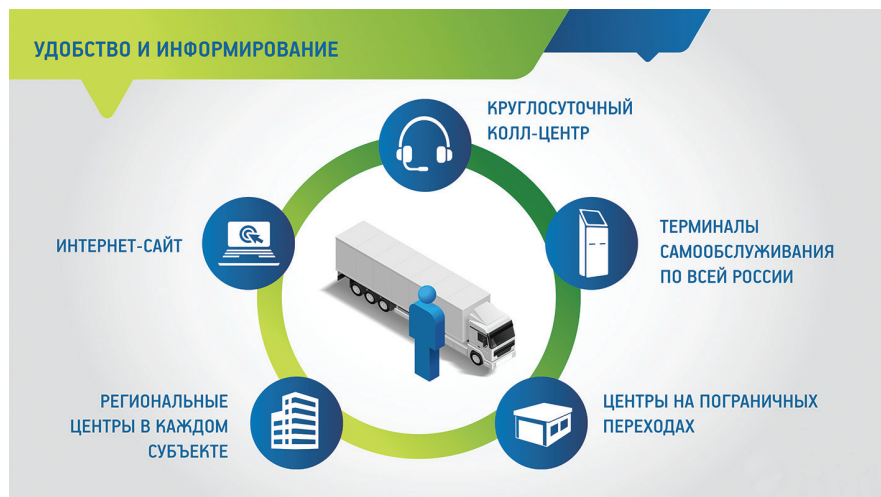 УДОБСТВО И ИНФОРМИРОВАНИЕ
КРУГЛОСУТОЧНЫЙ
КОЛЛ-ЦЕНТР
ИНТЕРНЕТ-САЙТ
ТЕРМИНАЛЫ
САМООБСЛУЖИВАНИЯ
ПО ВСЕЙ РОССИИ
РЕГИОНАЛЬНЫЕ
ЦЕНТРЫ В КАЖДОМ
СУБЪЕКТЕ
ЦЕНТРЫ НА ПОГРАНИЧНЫХ
ПЕРЕХОДАХ